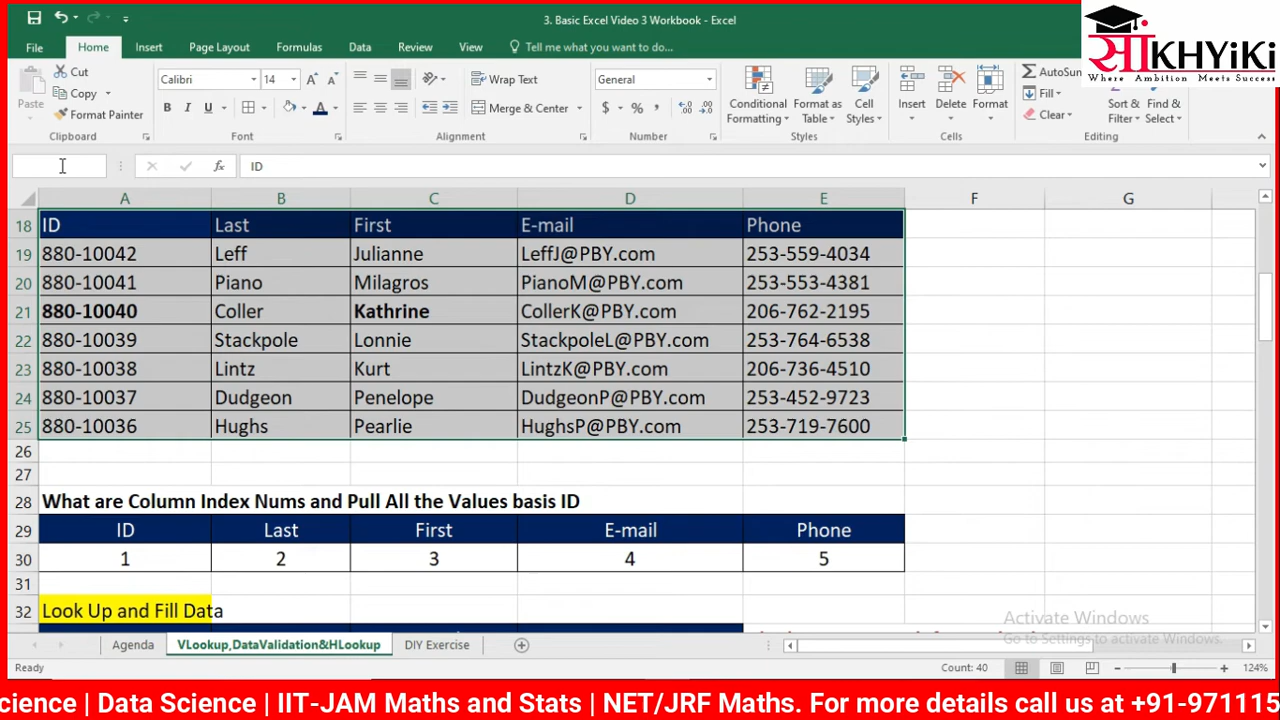 3. Basic Excel Video 3 Workbook - Excel
साKHYiKi
Where Ambition Meets Success
File Home Insert Page Layout Formulas Data Review View Tell me what you want to do...
Paste Cut Copy Format Painter
Calibri 14 B I U
Wrap Text Merge & Center
General $ % ,
Conditional Formatting Format as Table Cell Styles
Insert Delete Format
AutoSum Fill Clear Sort & Filter Find & Select
Clipboard Font Alignment Number Styles Cells Editing
fx ID
A B C D E F G
18 ID Last First E-mail Phone
19 880-10042 Leff Julianne LeffJ@PBY.com 253-559-4034
20 880-10041 Piano Milagros PianoM@PBY.com 253-553-4381
21 880-10040 Coller Kathrine CollerK@PBY.com 206-762-2195
22 880-10039 Stackpole Lonnie StackpoleL@PBY.com 253-764-6538
23 880-10038 Lintz Kurt LintzK@PBY.com 206-736-4510
24 880-10037 Dudgeon Penelope DudgeonP@PBY.com 253-452-9723
25 880-10036 Hughs Pearlie HughsP@PBY.com 253-719-7600
26
27
28 What are Column Index Nums and Pull All the Values basis ID
29 ID Last First E-mail Phone
30 1 2 3 4 5
31
32 Look Up and Fill Data
Activate Windows
Go to Settings to activate Windows.
Agenda VLookup,DataValidation&HLookup DIY Exercise
Ready Count: 40 124%
cience | Data Science | IIT-JAM Maths and Stats | NET/JRF Maths. For more details call us at +91-971115